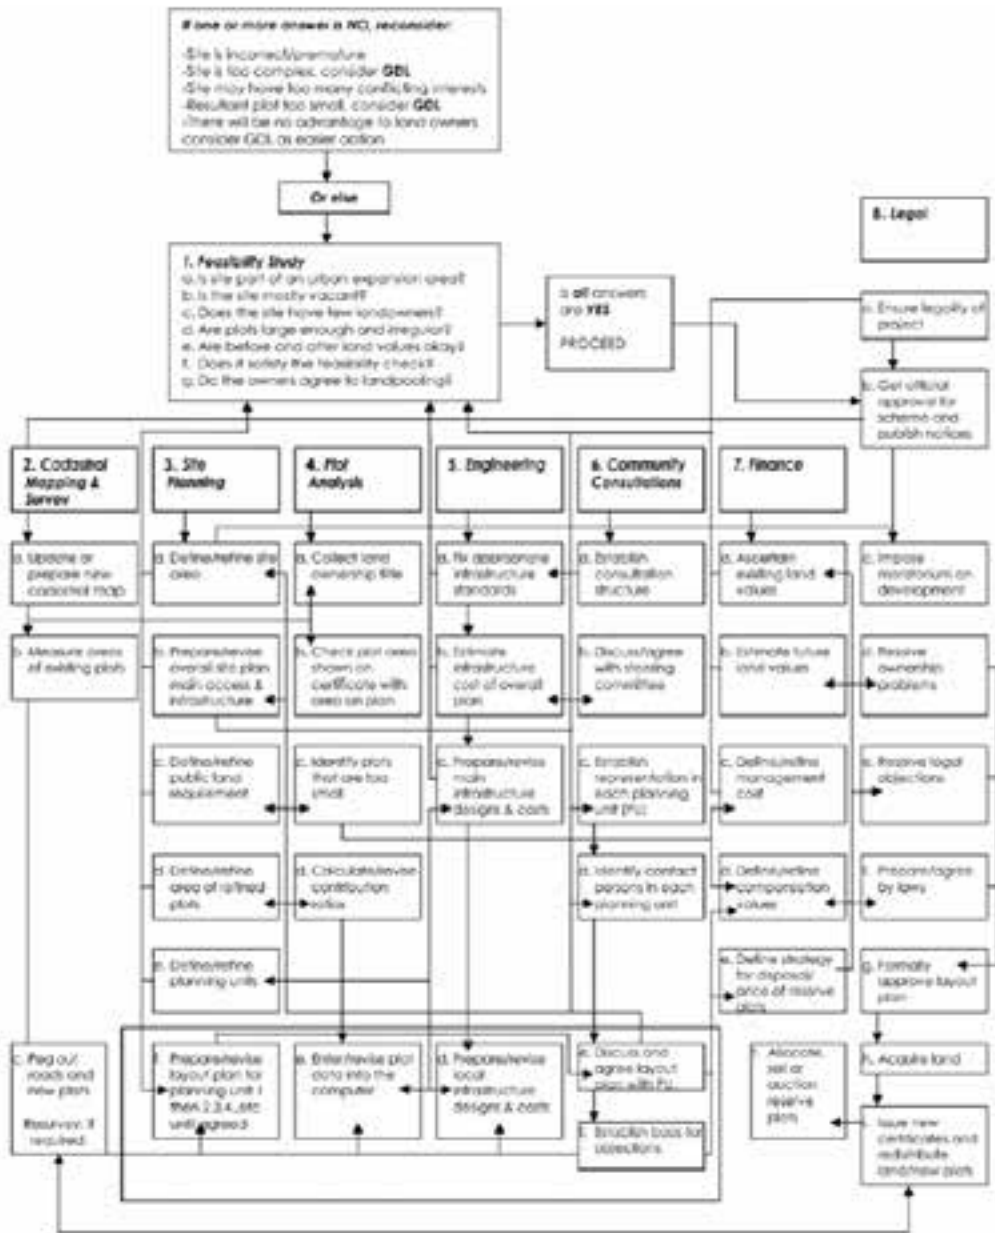 If one or more answer is NO, reconsider:
-Site is incorrect/premature
-Site is too complex, consider GDL
-Site may have too many conflicting interests
-Resultant plot too small, consider GDL
-There will be no advantage to land owners
consider GDL as easier option
Or else
8. Legal
1. Feasibility Study
a. Is site part of an urban expansion area?
b. Is the site mostly vacant?
c. Does the site have few landowners?
d. Are plots large enough and irregular?
e. Are before and after land values okay?
f. Does it satisfy the feasibility check?
g. Do the owners agree to landpooling?
Is all answers
are YES
PROCEED
a. Ensure legality of
project
b. Get official
approval for
scheme and
publish notices
2. Cadastral
Mapping &
Survey
3. Site
Planning
4. Plot
Analysis
5. Engineering
6. Community
Consultations
7. Finance
a. Update or
prepare new
cadastral map
a. Define/refine site
area
a. Collect land
ownership title
a. Fix appropriate
infrastructure
standards
a. Establish
consultation
structure
a. Ascertain
existing land
values
c. Impose
moratorium on
development
b. Measure areas
of existing plots
b. Prepare/revise
overall site plan
main access &
infrastructure
b. Check plot area
shown on
certificate with
area on plan
b. Estimate
infrastructure
cost of overall
plan
b. Discuss/agree
with steering
committee
b. Estimate future
land values
d. Resolve
ownership
problems
c. Define/refine
public land
requirement
c. Identify plots
that are too
small
c. Prepare/revise
main
infrastructure
designs & costs
c. Establish
representation in
each planning
unit (PU)
c. Define/refine
management
cost
e. Resolve legal
objections
d. Define/refine
area of refined
plots
d. Calculate/revise
contribution
ratios
d. Identify contact
persons in each
planning unit
d. Define/refine
compensation
values
f. Prepare/agree
by laws
e. Define/refine
planning units
e. Define strategy
for disposal/
price of reserve
plots
g. Formally
approve layout
plan
c. Peg out
roads and
new plots
Resurvey, if
required
f. Prepare/revise
layout plan for
planning unit 1
then 2,3,4,,etc
until agreed
e. Enter/revise plot
data into the
computer
d. Prepare/revise
local
infrastructure
designs & costs
e. Discuss and
agree layout
plan with PU
f. Establish basis for
objections
f. Allocate,
sell or
auction
reserve
plots
h. Acquire land
Issue new
certificates and
redistribute
land/new plots